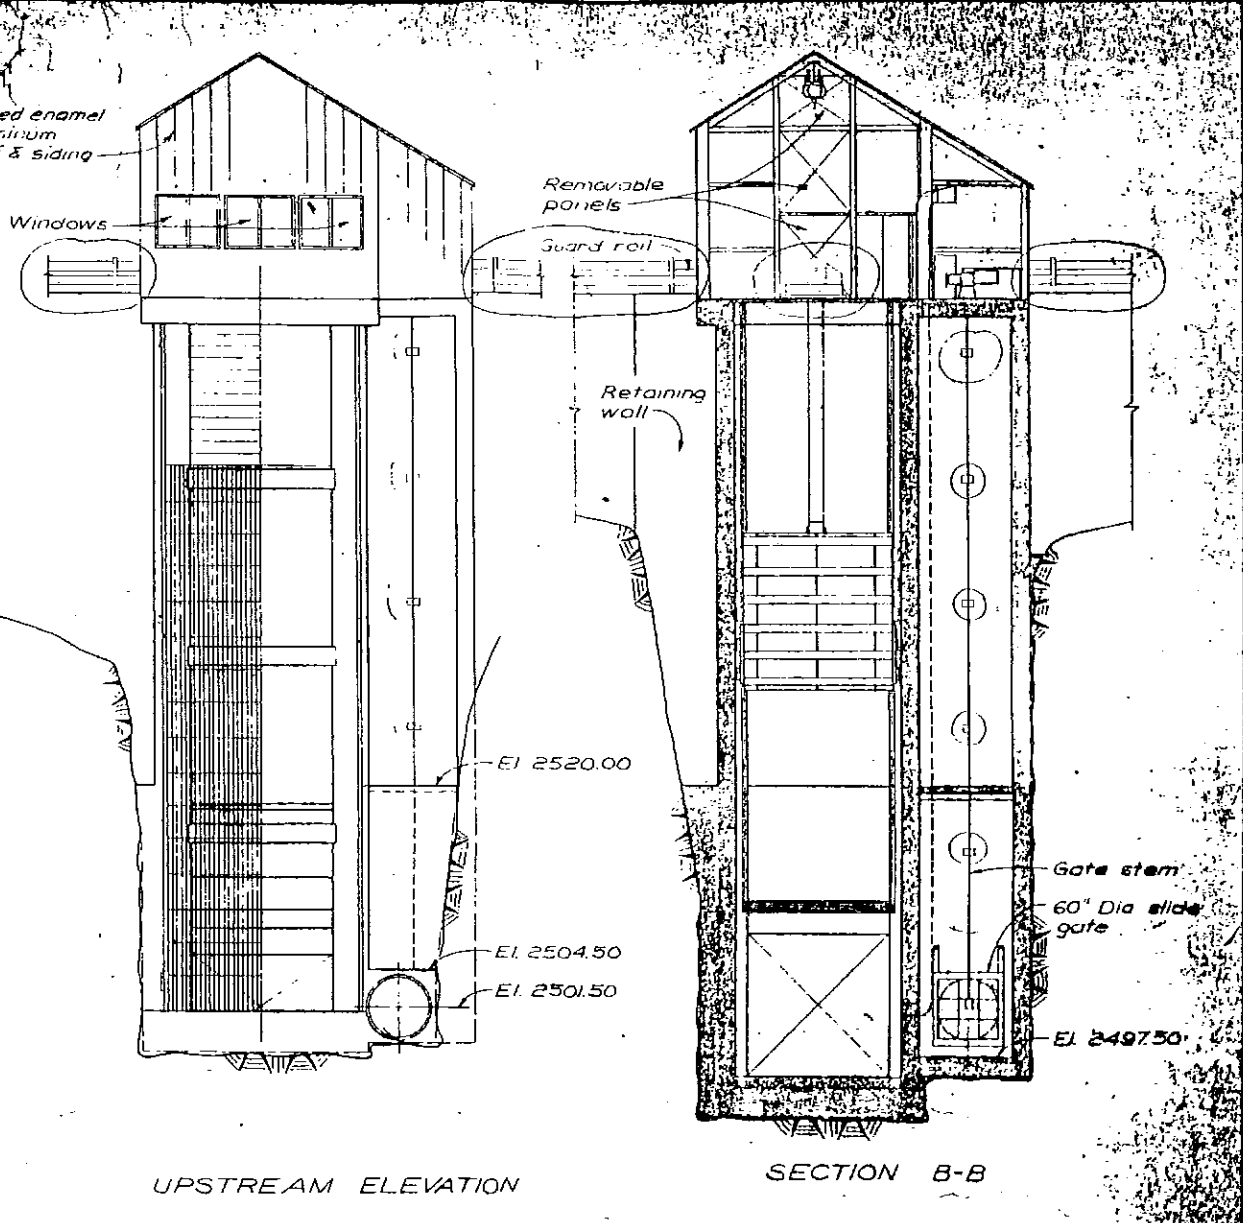 ed enamel
& siding
Windows
Removable
panels
Guard rail
Retaining
wall
El 2520.00
El. 2504.50
El. 2501.50
Gate stem
60" Dia slide
gate
El. 2497.50
UPSTREAM ELEVATION
SECTION B-B